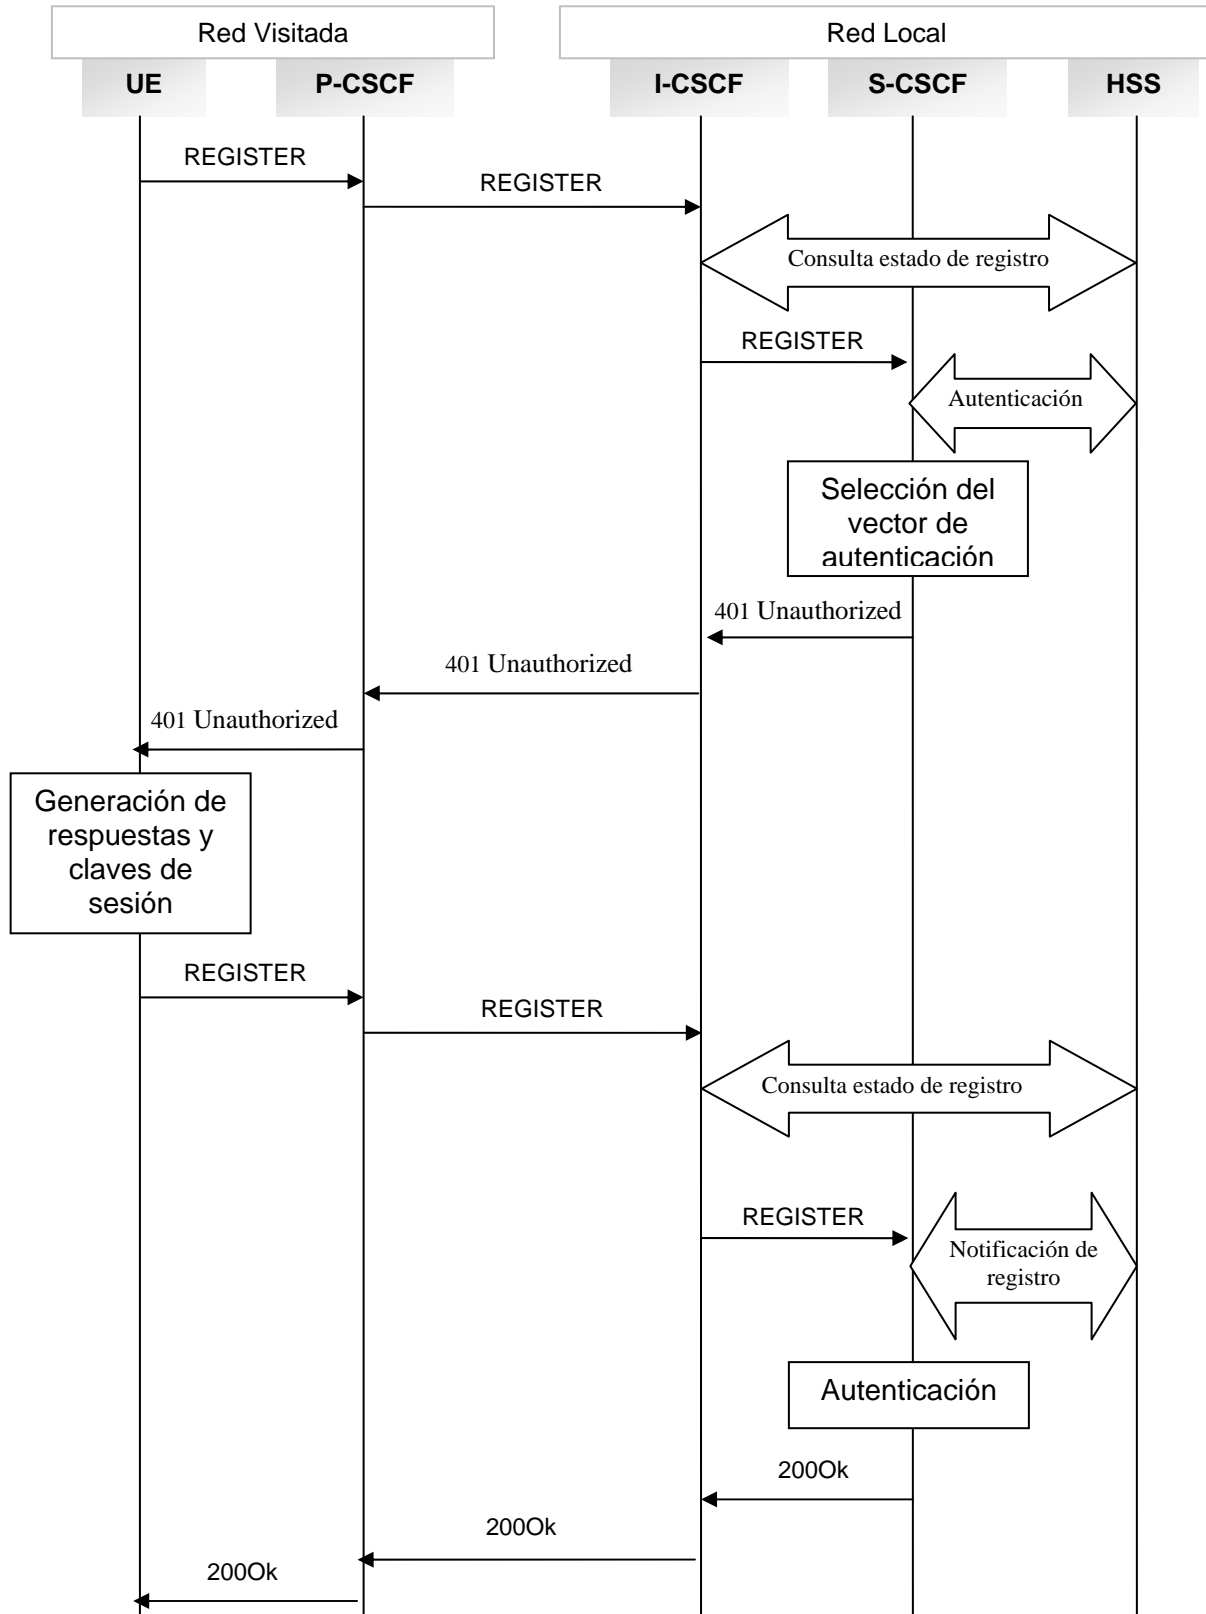 Red Visitada
Red Local
UE
P-CSCF
I-CSCF
S-CSCF
HSS
REGISTER
REGISTER
Consulta estado de registro
REGISTER
Autenticación
Selección del
vector de
autenticación
401 Unauthorized
401 Unauthorized
401 Unauthorized
Generación de
respuestas y
claves de
sesión
REGISTER
REGISTER
Consulta estado de registro
REGISTER
Notificación de
registro
Autenticación
200Ok
200Ok
200Ok